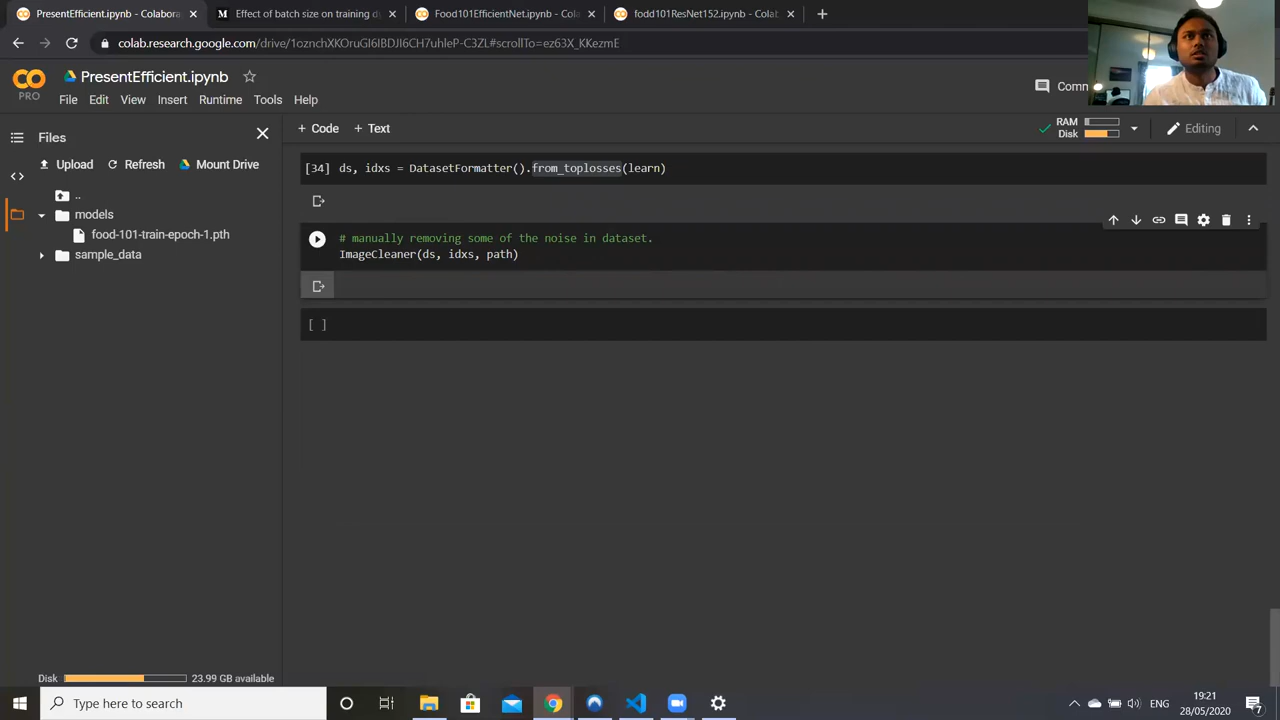 PresentEfficient.ipynb - Colabora
Effect of batch size on training dy
Food101EfficientNet.ipynb - Cola
fodd101ResNet152.ipynb - Colab
colab.research.google.com/drive/1oznchXKOruGI6IBDJI6CH7uhleP-C3ZL#scrollTo=ez63X_KKezmE
CO
PRO
PresentEfficient.ipynb
File Edit View Insert Runtime Tools Help
Comm
Files
+ Code + Text
RAM
Disk
Editing
Upload Refresh Mount Drive
..
models
food-101-train-epoch-1.pth
sample_data
[34] ds, idxs = DatasetFormatter().from_toplosses(learn)
# manually removing some of the noise in dataset.
ImageCleaner(ds, idxs, path)
[ ]
Disk 23.99 GB available
Type here to search
ENG
19:21
28/05/2020
7